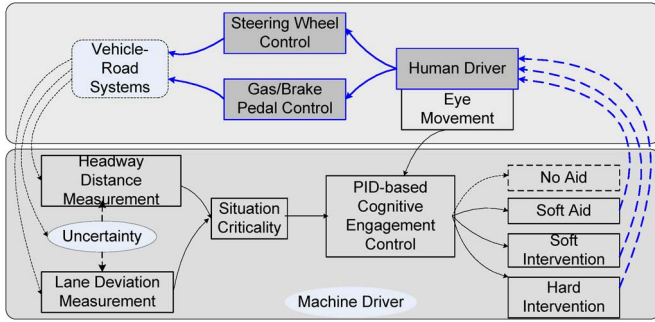 Steering Wheel
Control
Vehicle-
Road
Systems
Human Driver
Gas/Brake
Pedal Control
Eye
Movement
Headway
Distance
Measurement
PID-based
Cognitive
Engagement
Control
No Aid
Situation
Criticality
Soft Aid
Uncertainty
Soft
Intervention
Lane Deviation
Measurement
Machine Driver
Hard
Intervention